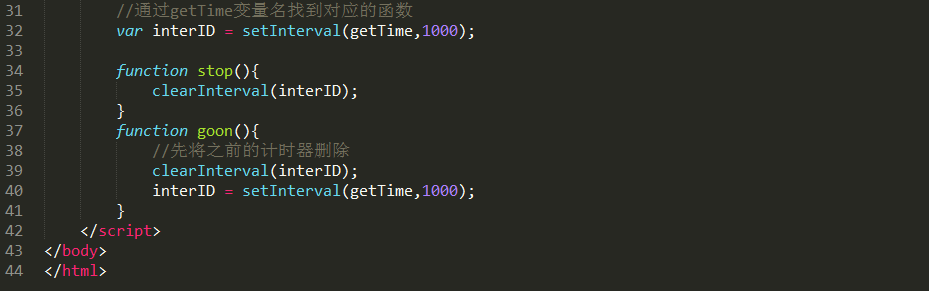 31 //通过getTime变量名找到对应的函数
32 var interID = setInterval(getTime,1000);
33
34 function stop(){
35 clearInterval(interID);
36 }
37 function goon(){
38 //先将之前的计时器删除
39 clearInterval(interID);
40 interID = setInterval(getTime,1000);
41 }
42 </script>
43 </body>
44 </html>